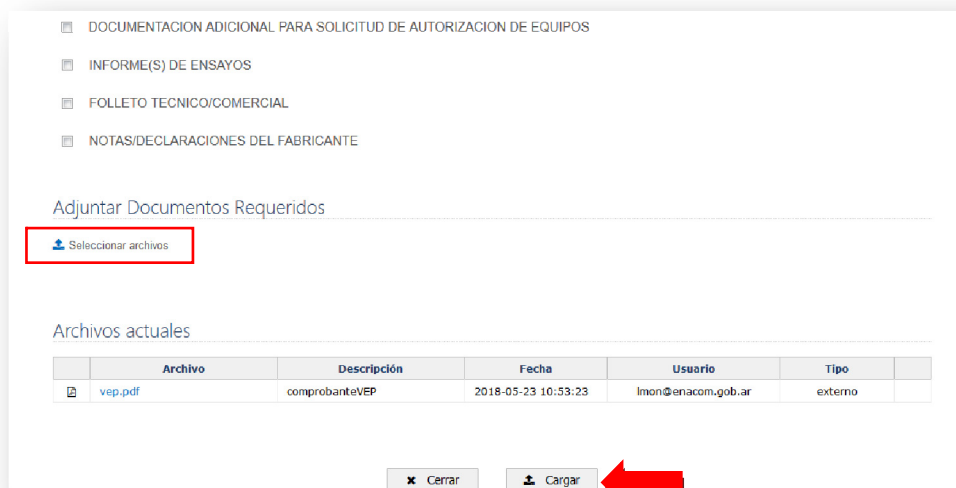 DOCUMENTACION ADICIONAL PARA SOLICITUD DE AUTORIZACION DE EQUIPOS
INFORME(S) DE ENSAYOS
FOLLETO TECNICO/COMERCIAL
NOTAS/DECLARACIONES DEL FABRICANTE
Adjuntar Documentos Requeridos
Seleccionar archivos
Archivos actuales
Archivo Descripción Fecha Usuario Tipo
vep.pdf comprobanteVEP 2018-05-23 10:53:23 lmon@enacom.gob.ar externo
Cerrar Cargar